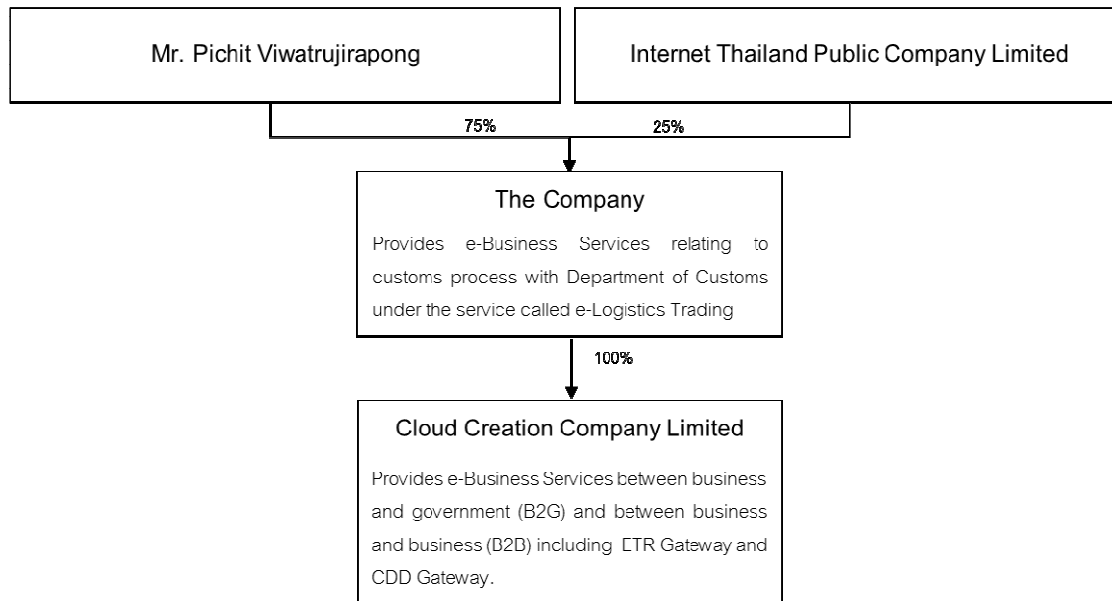 Mr. Pichit Viwatrujirapong
Internet Thailand Public Company Limited
75%
25%
The Company
Provides e-Business Services relating to
customs process with Department of Customs
under the service called e-Logistics Trading
100%
Cloud Creation Company Limited
Provides e-Business Services between business
and government (B2G) and between business
and business (B2B) including ETR Gateway and
CDD Gateway.